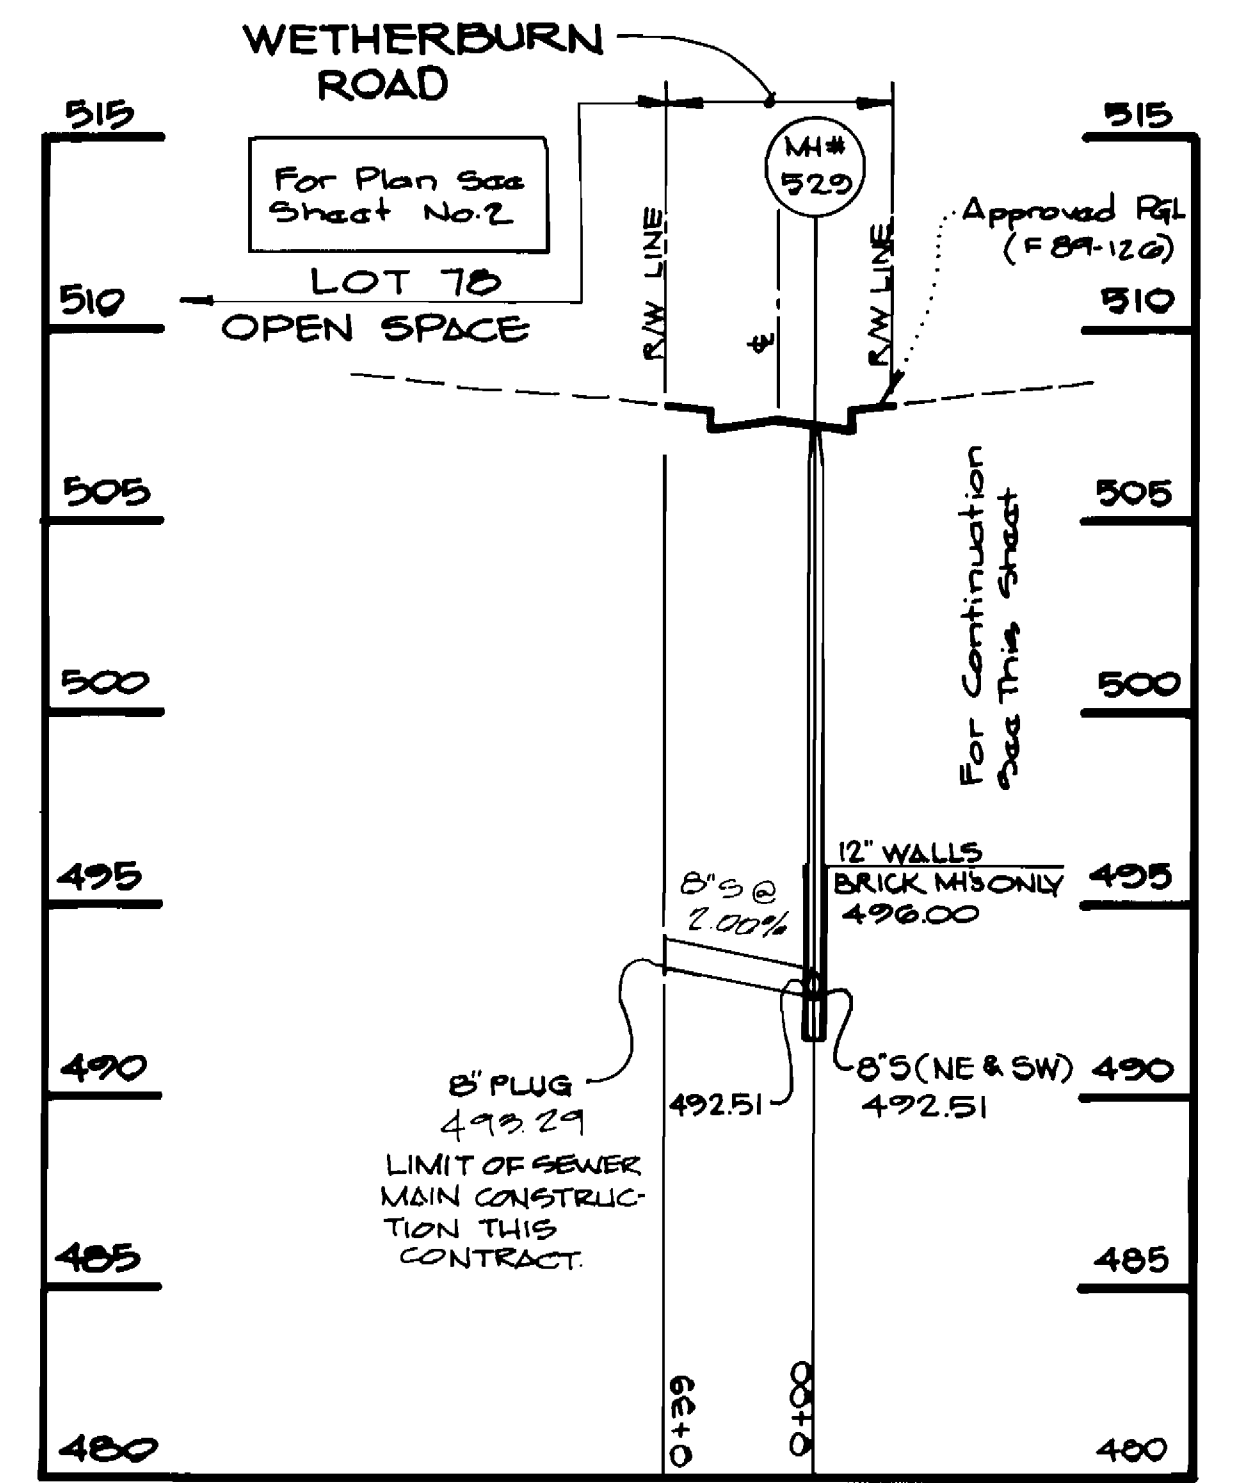 WETHERBURN
ROAD
515
515
MH#
529
For Plan See
Sheet No.2
Approved PGL
(F89-126)
R/W LINE
R/W LINE
LOT 78
OPEN SPACE
510
510
℄
505
505
For Continuation
See This Sheet
500
500
12" WALLS
BRICK MH'S ONLY
496.00
495
495
8"S @
2.00%
490
490
8" PLUG
493.29
LIMIT OF SEWER
MAIN CONSTRUC-
TION THIS
CONTRACT.
492.51
8"S (NE & SW)
492.51
485
485
0+39
0+00
480
480